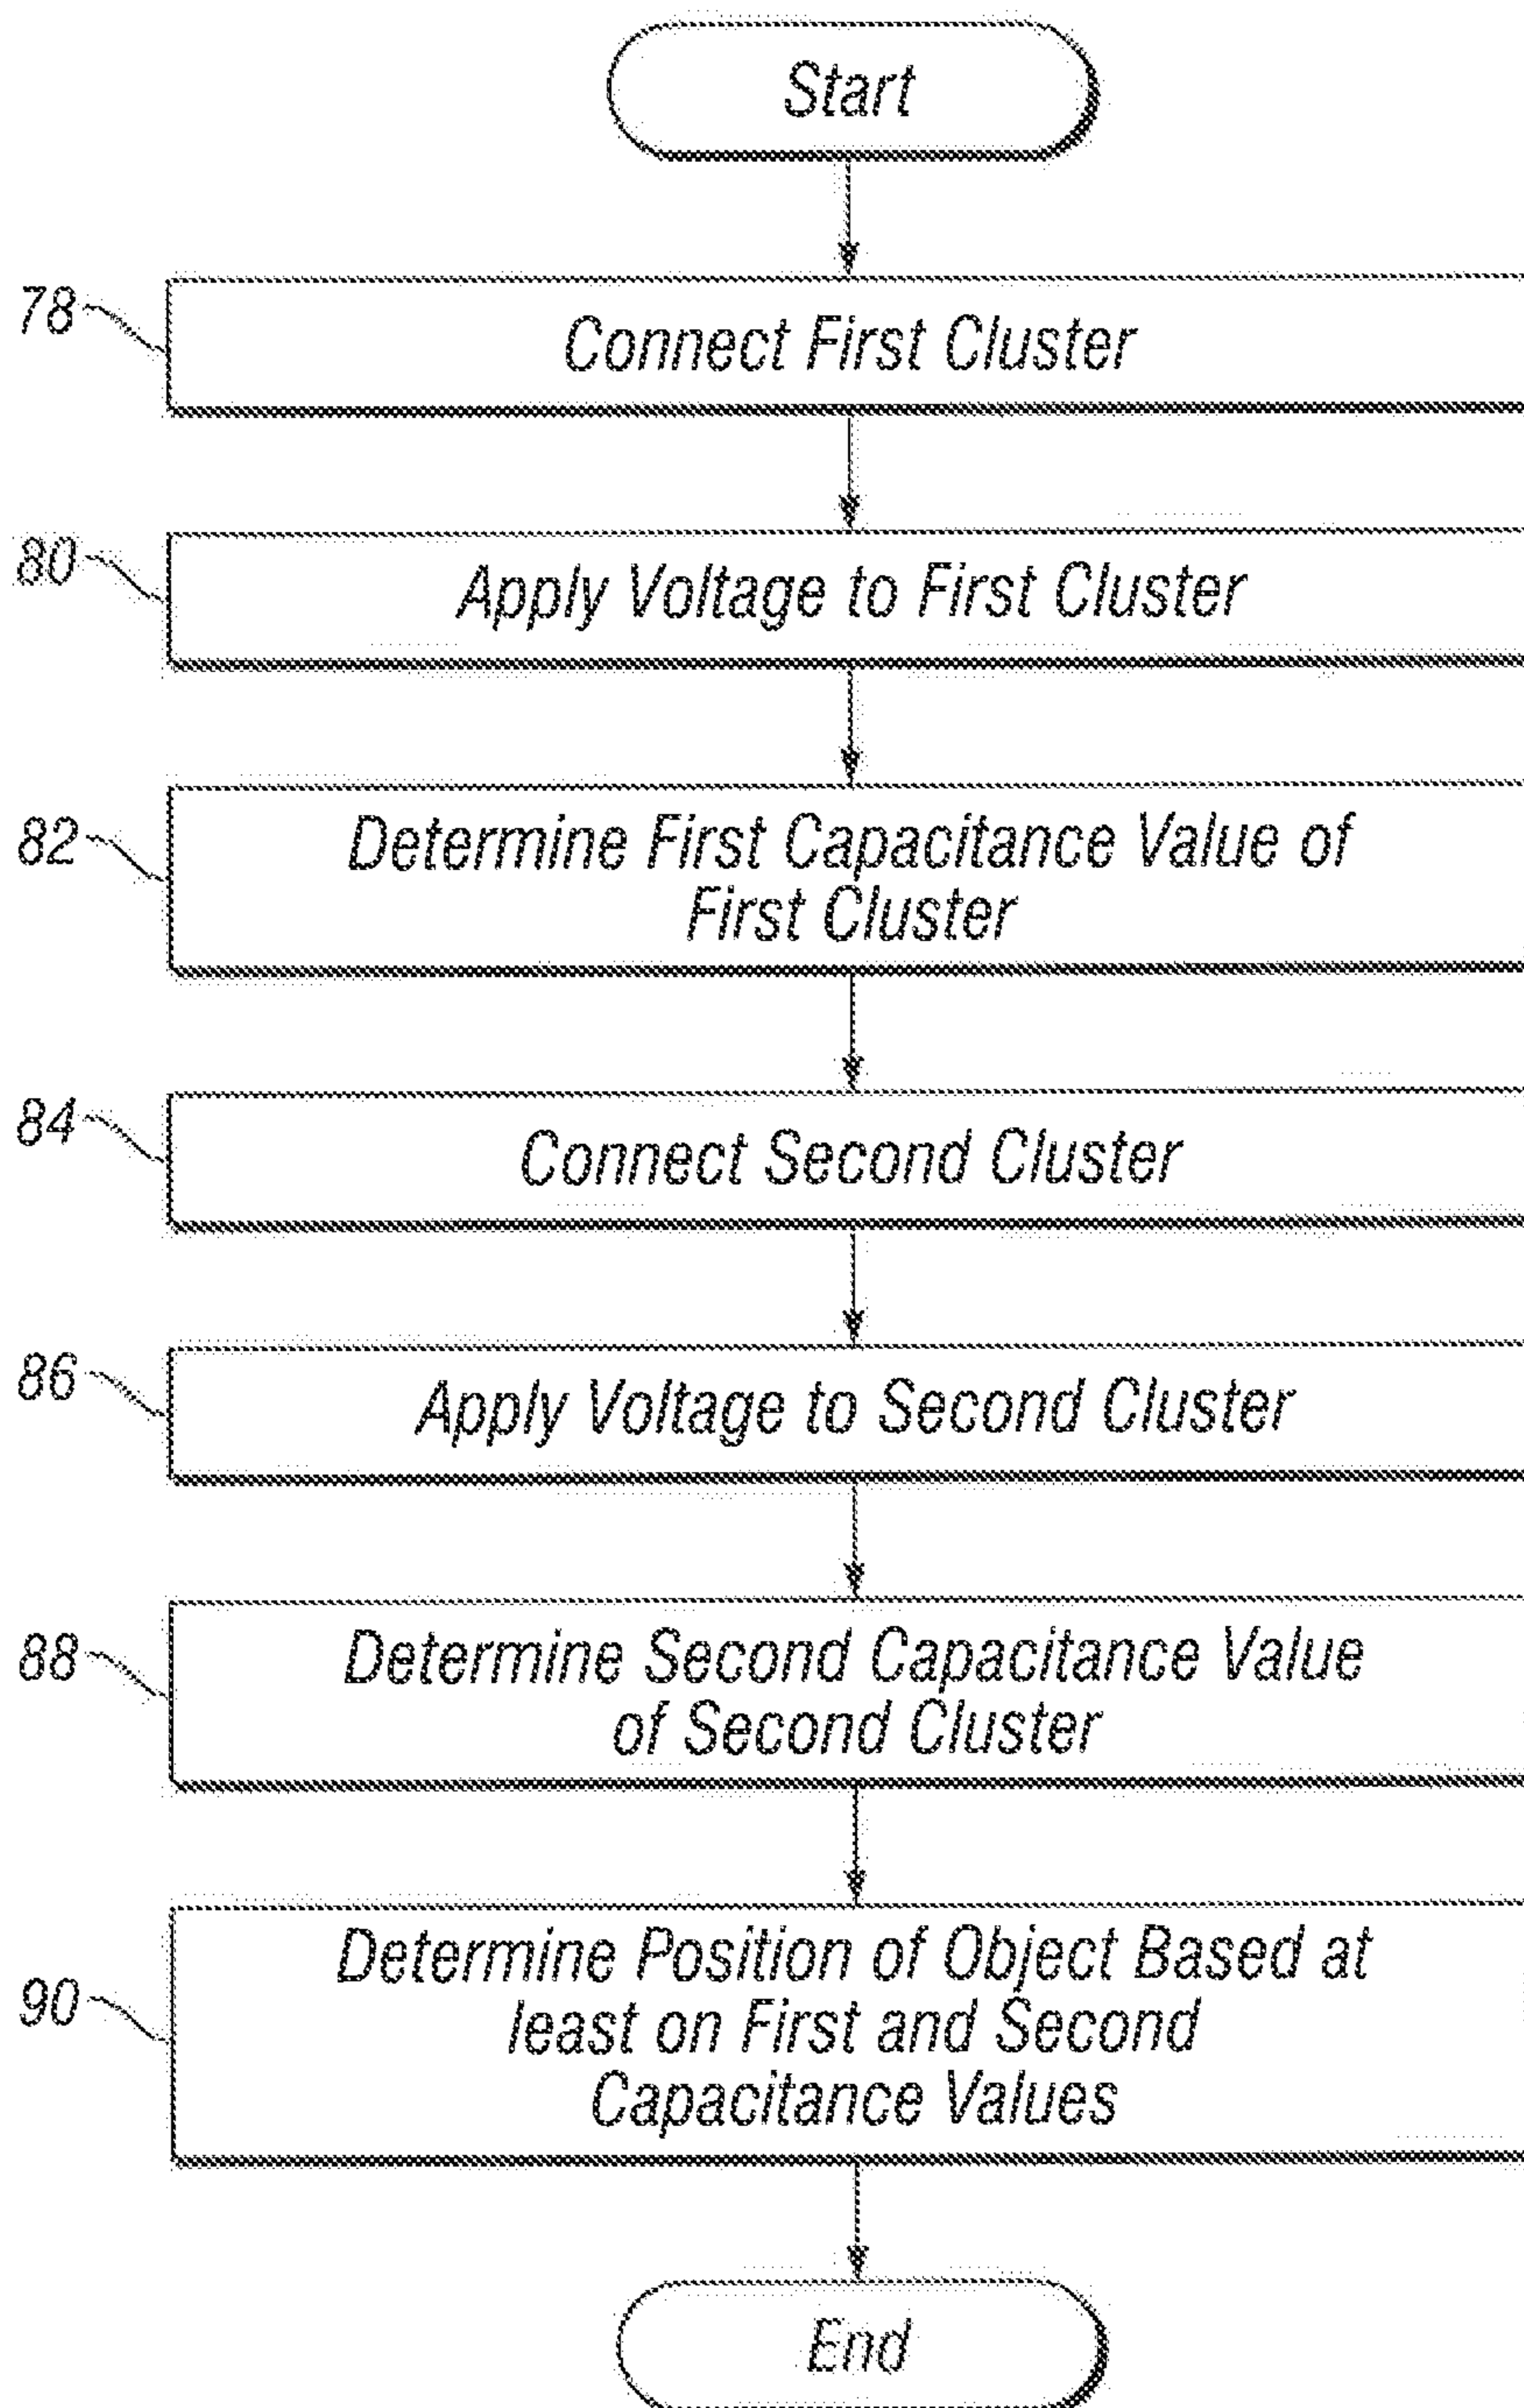 Start
78
Connect First Cluster
80
Apply Voltage to First Cluster
82
Determine First Capacitance Value of
First Cluster
84
Connect Second Cluster
86
Apply Voltage to Second Cluster
88
Determine Second Capacitance Value
of Second Cluster
90
Determine Position of Object Based at
least on First and Second
Capacitance Values
End